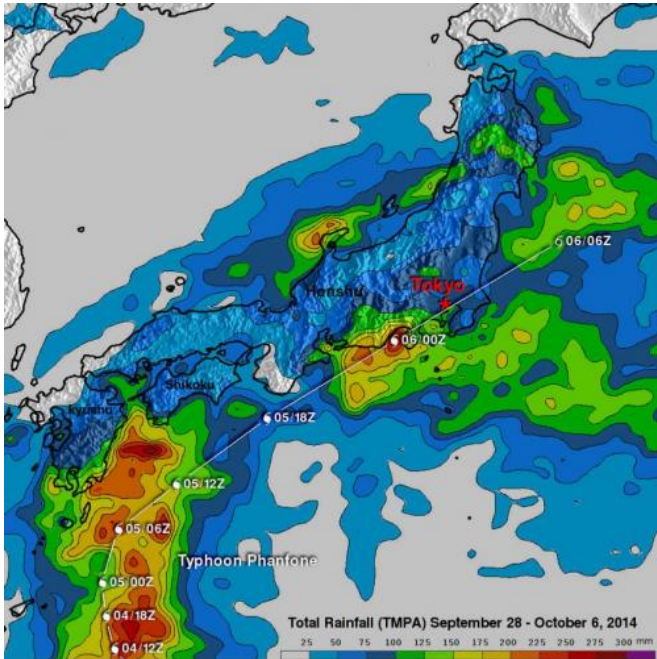 Honshu
Tokyo
06/06Z
06/00Z
Shikoku
kyushu
05/18Z
05/12Z
05/06Z
Typhoon Phanfone
05/00Z
04/18Z
04/12Z
Total Rainfall (TMPA) September 28 - October 6, 2014
25 50 75 100 125 150 175 200 225 250 275 300 mm